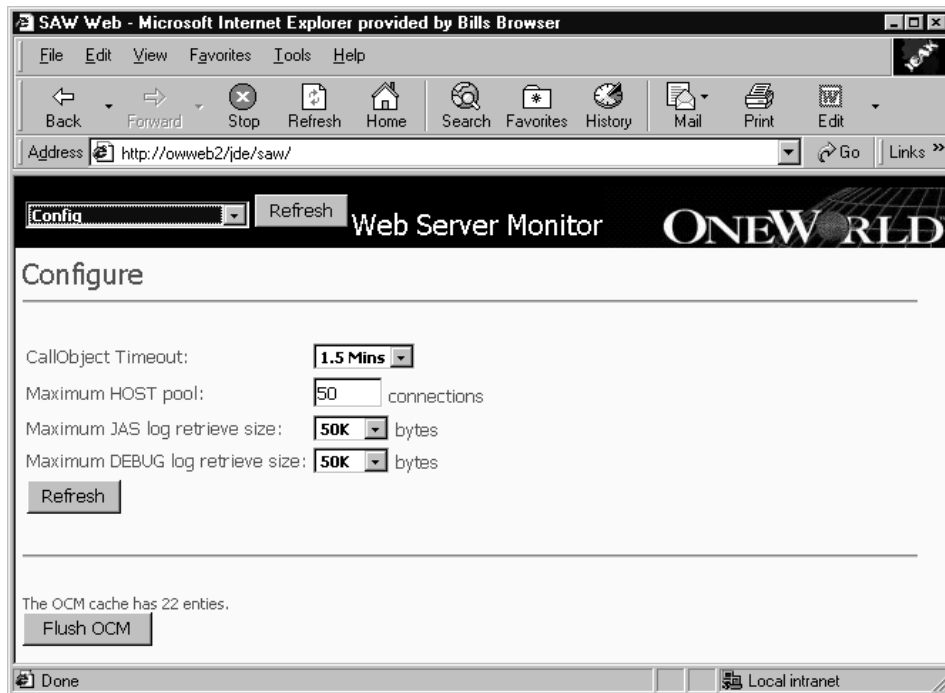 SAW Web - Microsoft Internet Explorer provided by Bills Browser
File Edit View Favorites Tools Help
Back Forward Stop Refresh Home Search Favorites History Mail Print Edit
Address http://owweb2/jde/saw/ Go Links »
Config Refresh Web Server Monitor ONEWORLD
Configure
CallObject Timeout: 1.5 Mins
Maximum HOST pool: 50 connections
Maximum JAS log retrieve size: 50K bytes
Maximum DEBUG log retrieve size: 50K bytes
Refresh
The OCM cache has 22 enties.
Flush OCM
Done Local intranet